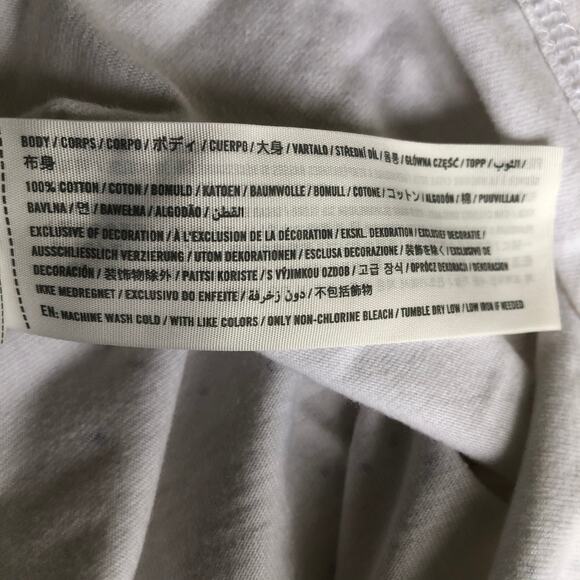 BODY / CORPS / CORPO / ボディ / CUERPO / 大身 / VARTALO / STŘEDNÍ DÍL / 몸통 / GŁÓWNA CZĘŚĆ / TOPP / الثوب /
布身
100% COTTON / COTON / BOMULD / KATOEN / BAUMWOLLE / BOMULL / COTONE / コットン / ALGODÓN / 棉 / PUUVILLAA /
BAVLNA / 면 / BAWEŁNA / ALGODÃO / القطن
EXCLUSIVE OF DECORATION / À L'EXCLUSION DE LA DÉCORATION / EKSKL. DEKORATION / EXCLUSIEF DECORATIE /
AUSSCHLIESSLICH VERZIERUNG / UTOM DEKORATIONEN / ESCLUSA DECORAZIONE / 装飾を除く / EXCLUSIVO DE
DECORACIÓN / 装饰物除外 / PAITSI KORISTE / S VÝJIMKOU OZDOB / 고급 장식 / OPRÓCZ DEKORACJI / DEKORASJON
IKKE MEDREGNET / EXCLUSIVO DO ENFEITE / دون زخرفة / 不包括飾物
EN: MACHINE WASH COLD / WITH LIKE COLORS / ONLY NON-CHLORINE BLEACH / TUMBLE DRY LOW / LOW IRON IF NEEDED